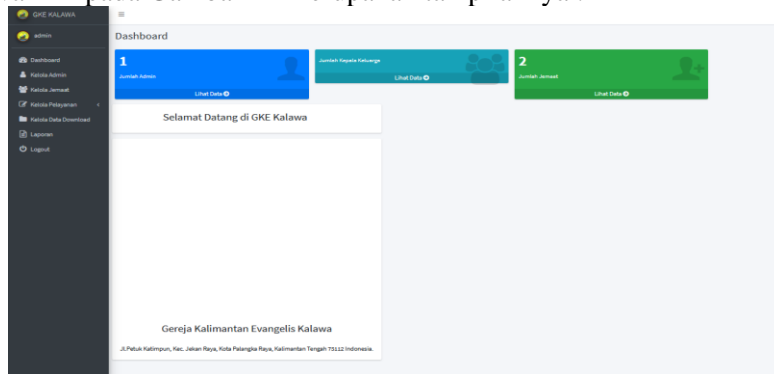 GKE KALAWA
admin
Dashboard
Kelola Admin
Kelola Jemaat
Kelola Pelayanan
Kelola Data Download
Laporan
Logout
Dashboard
1
Jumlah Admin
Lihat Data
Jumlah Kepala Keluarga
Lihat Data
2
Jumlah Jemaat
Lihat Data
Selamat Datang di GKE Kalawa
Gereja Kalimantan Evangelis Kalawa
Jl.Petuk Katimpun, Kec. Jekan Raya, Kota Palangka Raya, Kalimantan Tengah 73112 Indonesia.